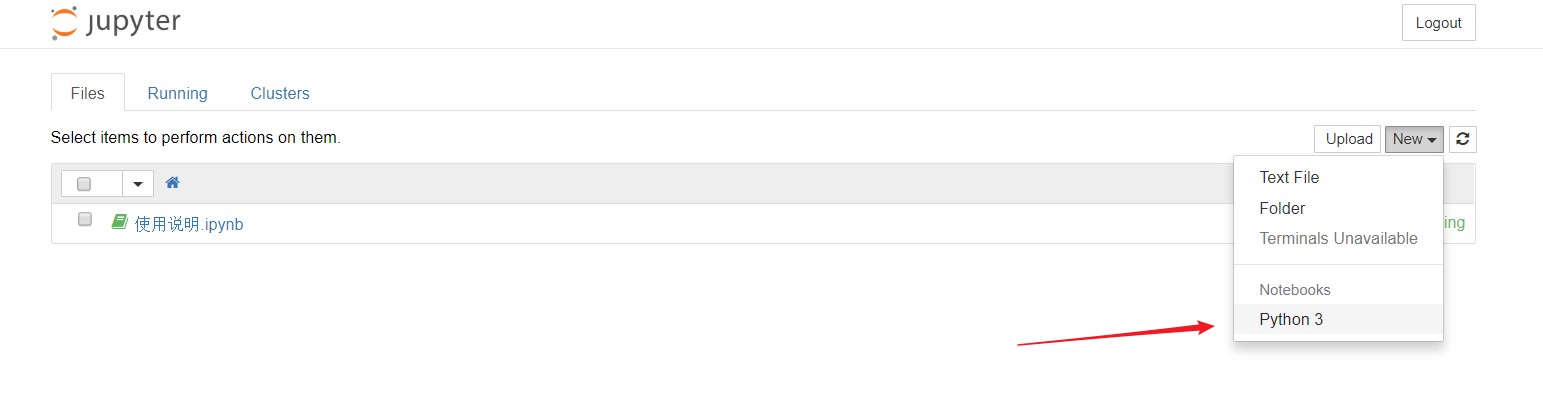 jupyter
Logout
Files Running Clusters
Select items to perform actions on them.
Upload New
Text File
Folder
使用说明.ipynb
ing
Terminals Unavailable
Notebooks
Python 3